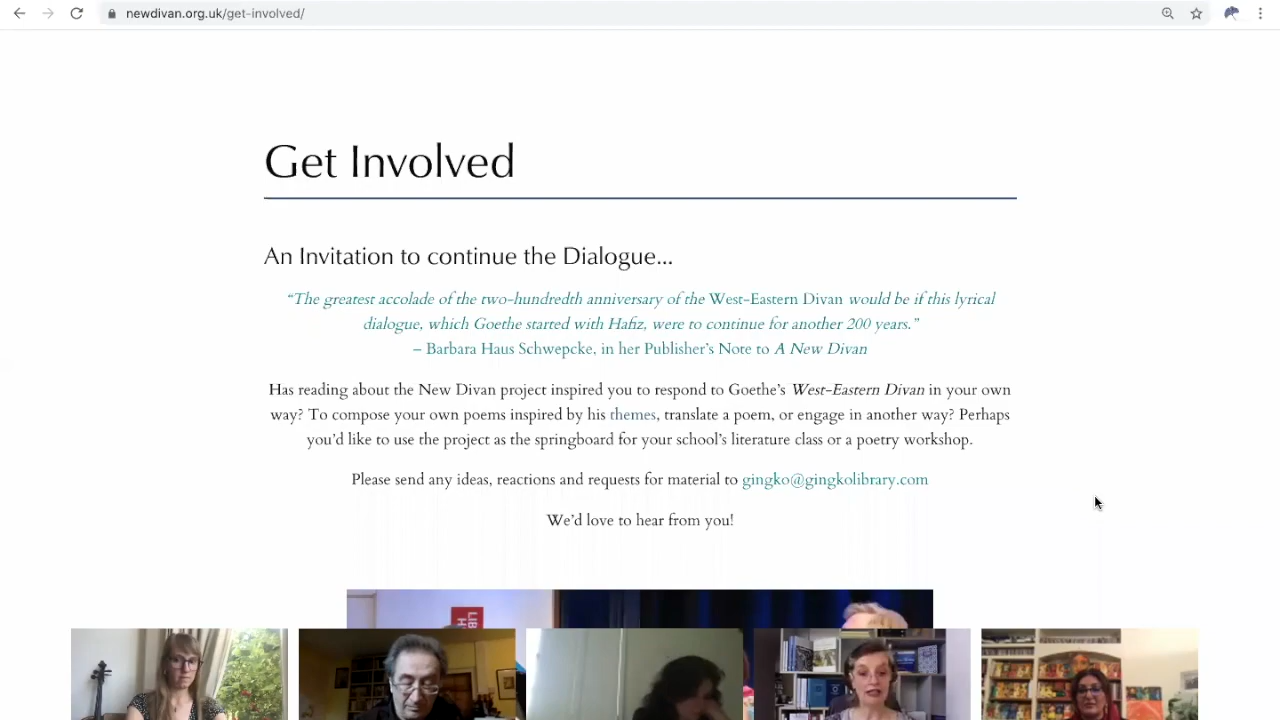 newdivan.org.uk/get-involved/
Get Involved
An Invitation to continue the Dialogue...
“The greatest accolade of the two-hundredth anniversary of the West-Eastern Divan would be if this lyrical
dialogue, which Goethe started with Hafiz, were to continue for another 200 years.”
– Barbara Haus Schwepcke, in her Publisher’s Note to A New Divan
Has reading about the New Divan project inspired you to respond to Goethe’s West-Eastern Divan in your own
way? To compose your own poems inspired by his themes, translate a poem, or engage in another way? Perhaps
you’d like to use the project as the springboard for your school’s literature class or a poetry workshop.
Please send any ideas, reactions and requests for material to gingko@gingkolibrary.com
We’d love to hear from you!